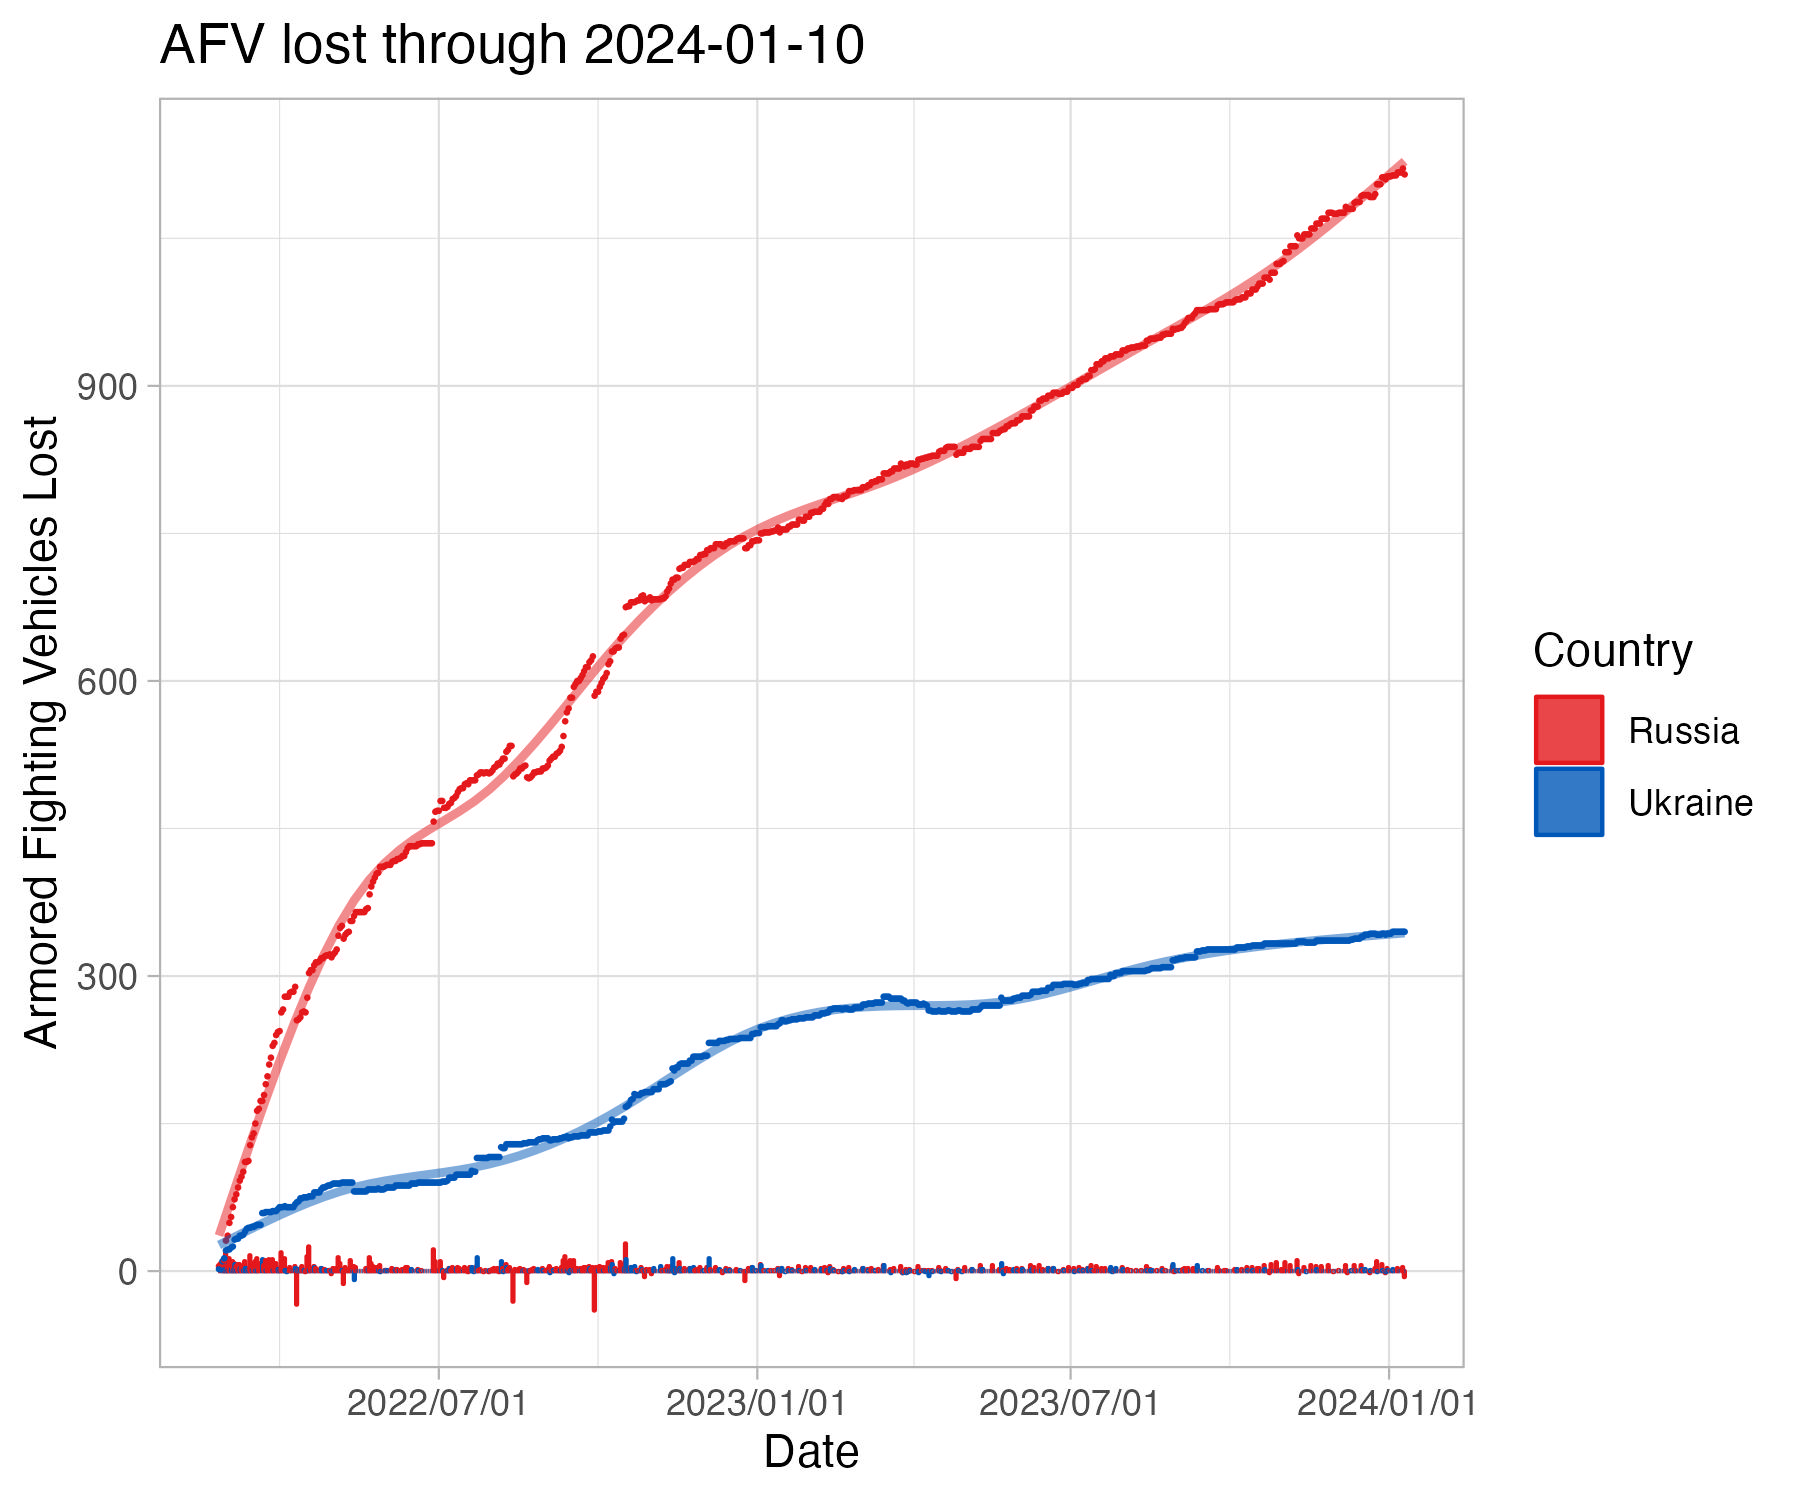 AFV lost through 2024-01-10
Armored Fighting Vehicles Lost
900
600
300
0
2022/07/01
2023/01/01
2023/07/01
2024/01/01
Date
Country
Russia
Ukraine